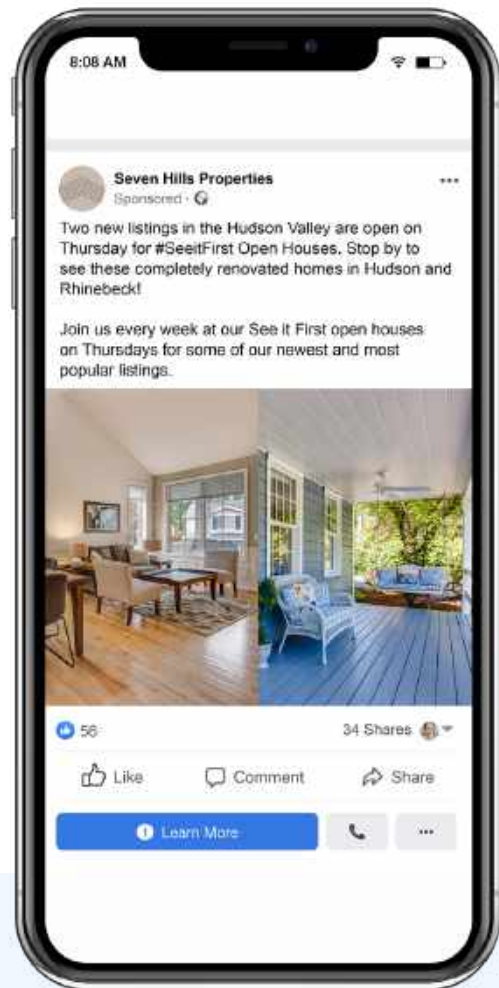 8:08 AM
Seven Hills Properties
Sponsored ·
Two new listings in the Hudson Valley are open on
Thursday for #SeeitFirst Open Houses. Stop by to
see these completely renovated homes in Hudson and
Rhinebeck!
Join us every week at our See it First open houses
on Thursdays for some of our newest and most
popular listings.
56 34 Shares
Like Comment Share
Learn More